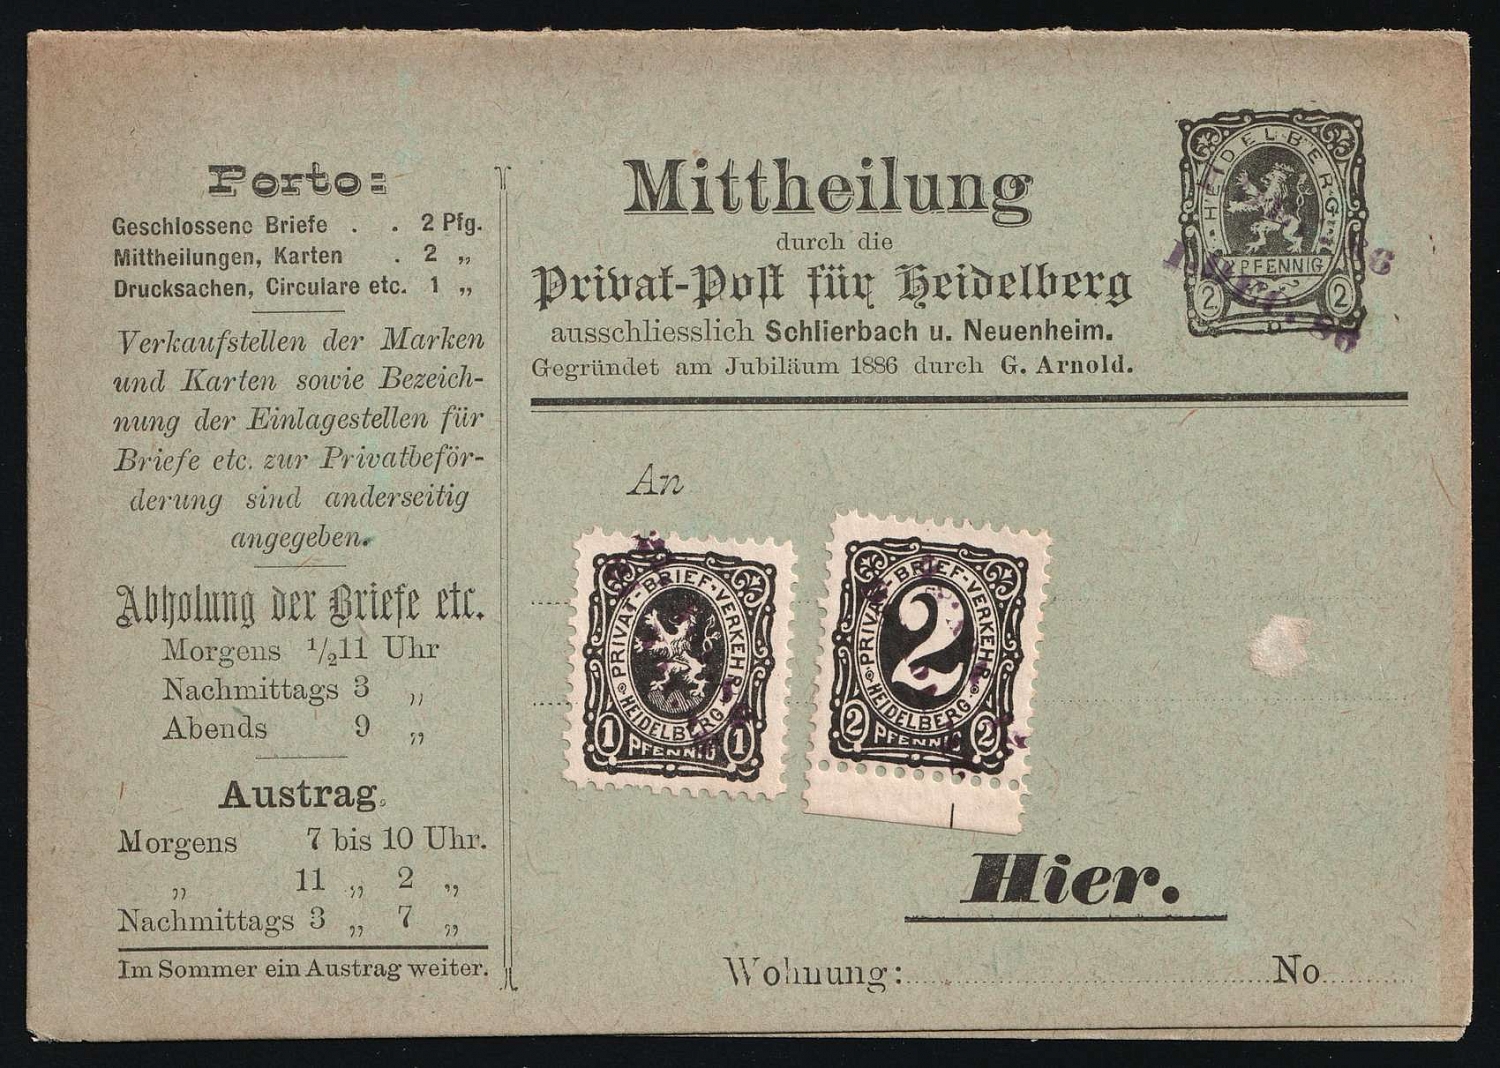 Porto:
Geschlossene Briefe . . 2 Pfg.
Mittheilungen, Karten . 2 „
Drucksachen, Circulare etc. 1 „
Verkaufstellen der Marken
und Karten sowie Bezeich-
nung der Einlagestellen für
Briefe etc. zur Privatbeför-
derung sind anderseitig
angegeben.
Abholung der Briefe etc.
Morgens 1/2 11 Uhr
Nachmittags 3 „
Abends 9 „
Austrag.
Morgens 7 bis 10 Uhr.
„ 11 „ 2 „
Nachmittags 3 „ 7 „
Im Sommer ein Austrag weiter.
Mittheilung
durch die
Privat-Post für Heidelberg
ausschliesslich Schlierbach u. Neuenheim.
Gegründet am Jubiläum 1886 durch G. Arnold.
HEIDELBERG
PFENNIG
2 2
An
PRIVAT-BRIEF-VERKEHR
HEIDELBERG
1 PFENNIG 1
PRIVAT-BRIEF-VERKEHR
2
HEIDELBERG
2 PFENNIG 2
Hier.
Wohnung: No